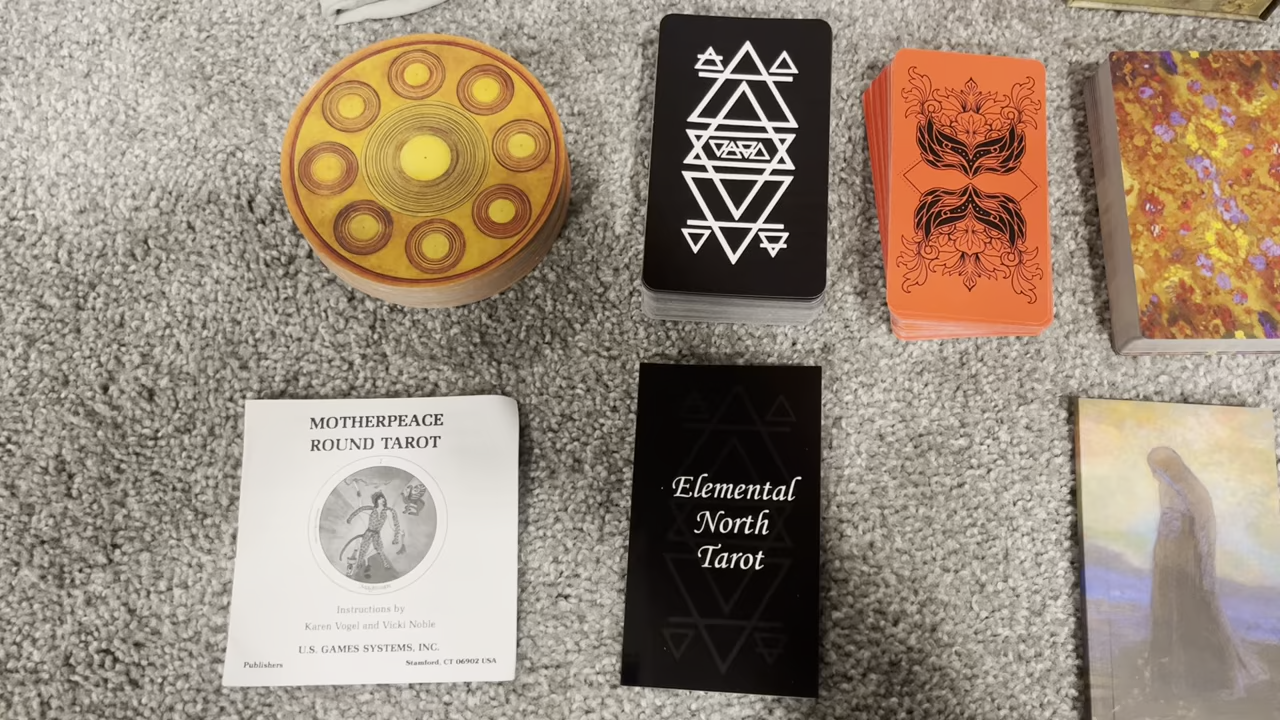 MOTHERPEACE
ROUND TAROT
Instructions by
Karen Vogel and Vicki Noble
U.S. GAMES SYSTEMS, INC.
Publishers
Stamford, CT 06902 USA
Elemental
North
Tarot